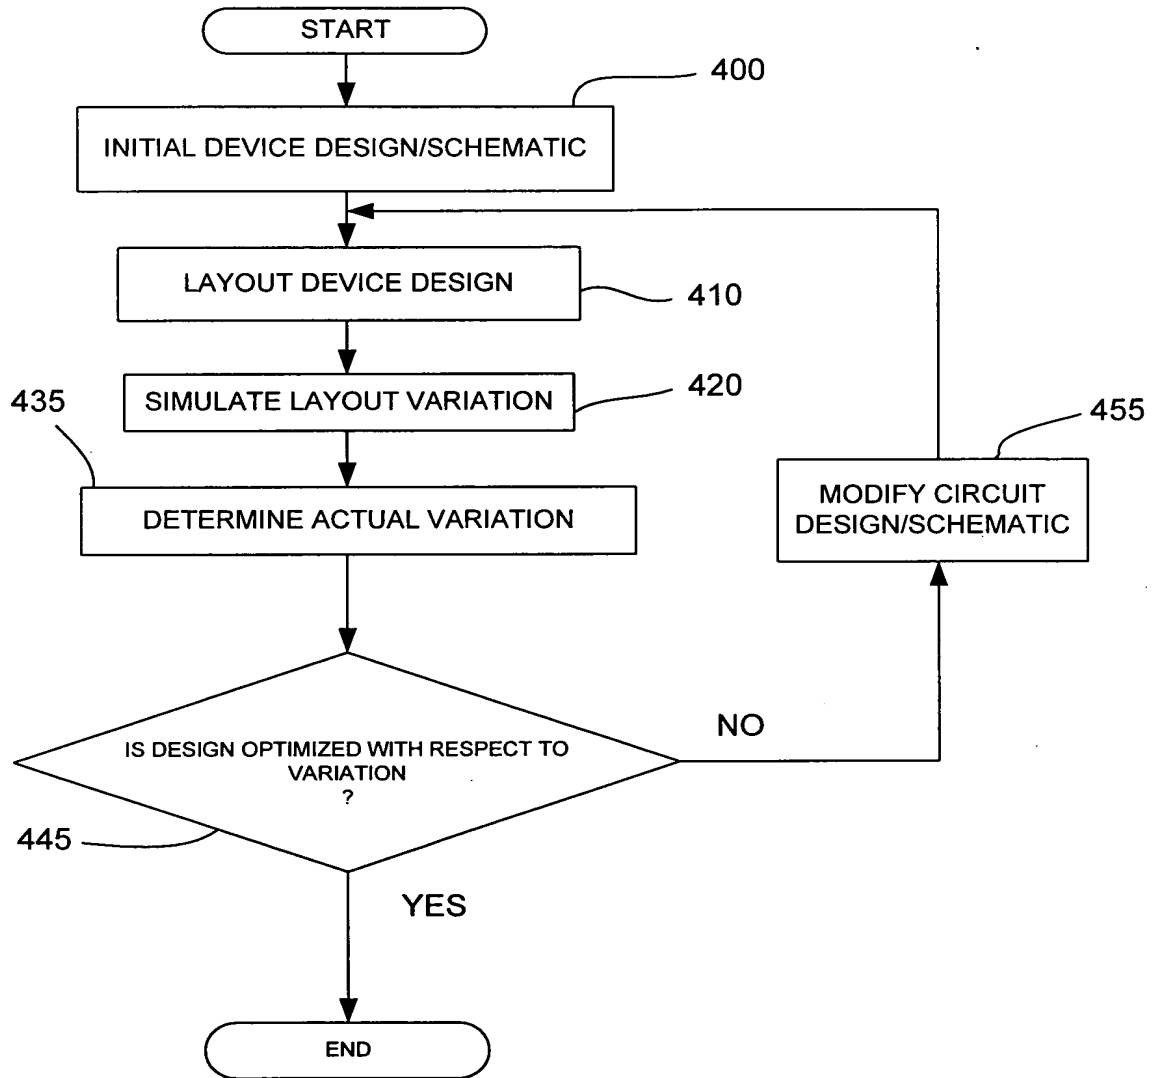 START
400
INITIAL DEVICE DESIGN/SCHEMATIC
LAYOUT DEVICE DESIGN
410
SIMULATE LAYOUT VARIATION
420
435
455
DETERMINE ACTUAL VARIATION
MODIFY CIRCUIT
DESIGN/SCHEMATIC
IS DESIGN OPTIMIZED WITH RESPECT TO
VARIATION
?
NO
445
YES
END